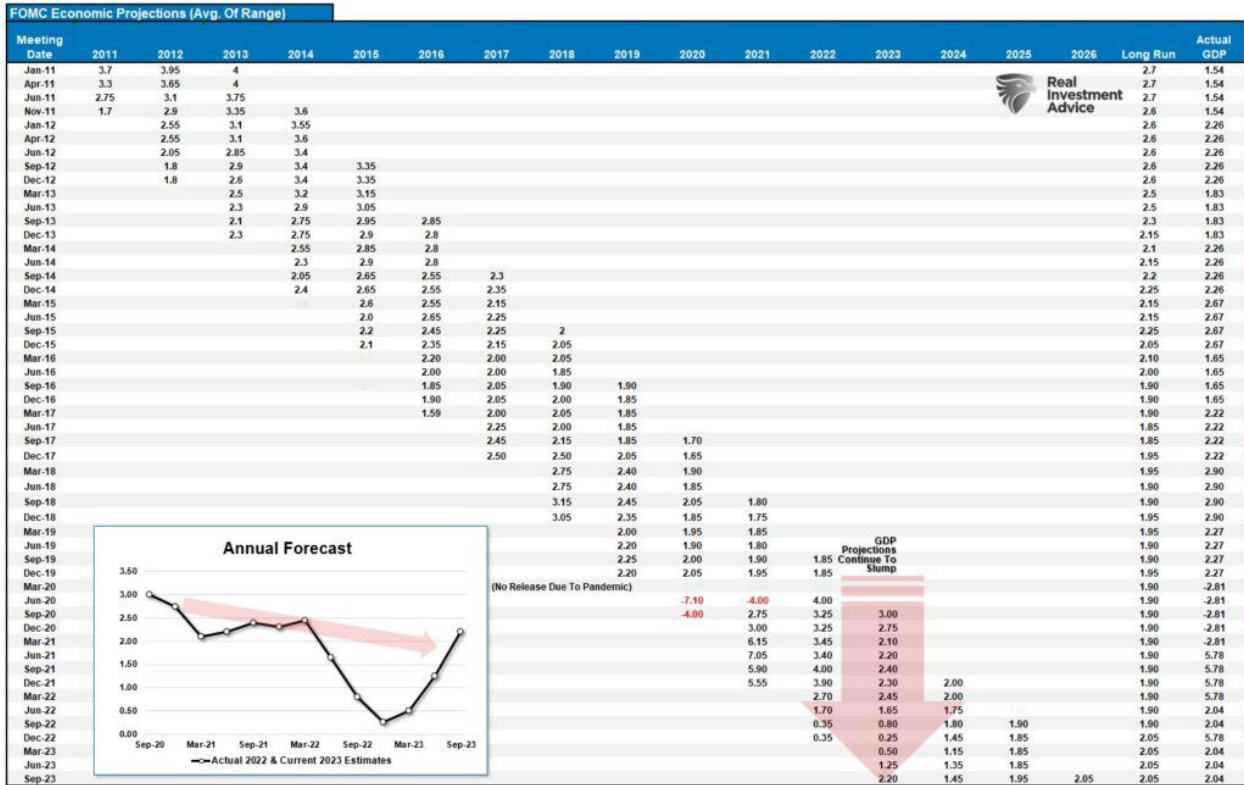 FOMC Economic Projections (Avg. Of Range)
Meeting Date 2011 2012 2013 2014 2015 2016 2017 2018 2019 2020 2021 2022 2023 2024 2025 2026 Long Run Actual GDP
Jan-11 3.7 3.95 4 2.7 1.54
Apr-11 3.3 3.65 4 2.7 1.54
Jun-11 2.75 3.1 3.75 2.7 1.54
Nov-11 1.7 2.9 3.35 3.6 2.6 1.54
Real
Investment
Advice
Jan-12 2.55 3.1 3.55 2.6 2.26
Apr-12 2.55 3.1 3.6 2.6 2.26
Jun-12 2.05 2.85 3.4 2.6 2.26
Sep-12 1.8 2.9 3.4 3.35 2.6 2.26
Dec-12 1.8 2.6 3.4 3.35 2.6 2.26
Mar-13 2.5 3.2 3.15 2.5 1.83
Jun-13 2.3 2.9 3.05 2.5 1.83
Sep-13 2.1 2.75 2.95 2.85 2.3 1.83
Dec-13 2.3 2.75 2.9 2.8 2.15 1.83
Mar-14 2.55 2.85 2.8 2.1 2.26
Jun-14 2.3 2.9 2.8 2.15 2.26
Sep-14 2.05 2.65 2.55 2.3 2.2 2.26
Dec-14 2.4 2.65 2.55 2.35 2.25 2.26
Mar-15 2.6 2.55 2.15 2.15 2.67
Jun-15 2.0 2.65 2.25 2.15 2.67
Sep-15 2.2 2.45 2.25 2 2.25 2.67
Dec-15 2.1 2.35 2.15 2.05 2.05 2.67
Mar-16 2.20 2.00 2.05 2.10 1.65
Jun-16 2.00 2.00 1.85 2.00 1.65
Sep-16 1.85 2.05 1.90 1.90 1.90 1.65
Dec-16 1.90 2.05 2.00 1.85 1.90 1.65
Mar-17 1.59 2.00 2.05 1.85 1.90 2.22
Jun-17 2.25 2.00 1.85 1.85 2.22
Sep-17 2.45 2.15 1.85 1.70 1.85 2.22
Dec-17 2.50 2.50 2.05 1.65 1.95 2.22
Mar-18 2.75 2.40 1.90 1.95 2.90
Jun-18 2.75 2.40 1.85 1.90 2.90
Sep-18 3.15 2.45 2.05 1.80 1.90 2.90
Dec-18 3.05 2.35 1.85 1.75 1.95 2.90
Mar-19 2.00 1.95 1.85 1.90 2.27
Jun-19 2.20 1.90 1.80 1.90 2.27
Sep-19 2.25 2.00 1.90 1.85 1.90 2.27
Dec-19 2.20 2.05 1.95 1.85 1.95 2.27
GDP
Projections
Continue To
Slump
Mar-20 (No Release Due To Pandemic) 1.90 -2.81
Jun-20 -7.10 -4.00 4.00 1.90 -2.81
Sep-20 -4.00 2.75 3.25 3.00 1.90 -2.81
Dec-20 3.00 3.25 2.75 1.90 -2.81
Mar-21 6.15 3.45 2.10 1.90 -2.81
Jun-21 7.05 3.40 2.20 1.90 5.78
Sep-21 5.90 4.00 2.40 1.90 5.78
Dec-21 5.55 3.90 2.30 2.00 1.90 5.78
Mar-22 2.70 2.45 2.00 1.90 5.78
Jun-22 1.70 1.65 1.75 1.90 2.04
Sep-22 0.35 0.80 1.80 1.90 1.90 2.04
Dec-22 0.35 0.25 1.45 1.85 2.05 5.78
Mar-23 0.50 1.15 1.85 2.05 2.04
Jun-23 1.25 1.35 1.85 2.05 2.04
Sep-23 2.20 1.45 1.95 2.05 2.05 2.04
Annual Forecast
3.50
3.00
2.50
2.00
1.50
1.00
0.50
0.00
Sep-20 Mar-21 Sep-21 Mar-22 Sep-22 Mar-23 Sep-23
Actual 2022 & Current 2023 Estimates